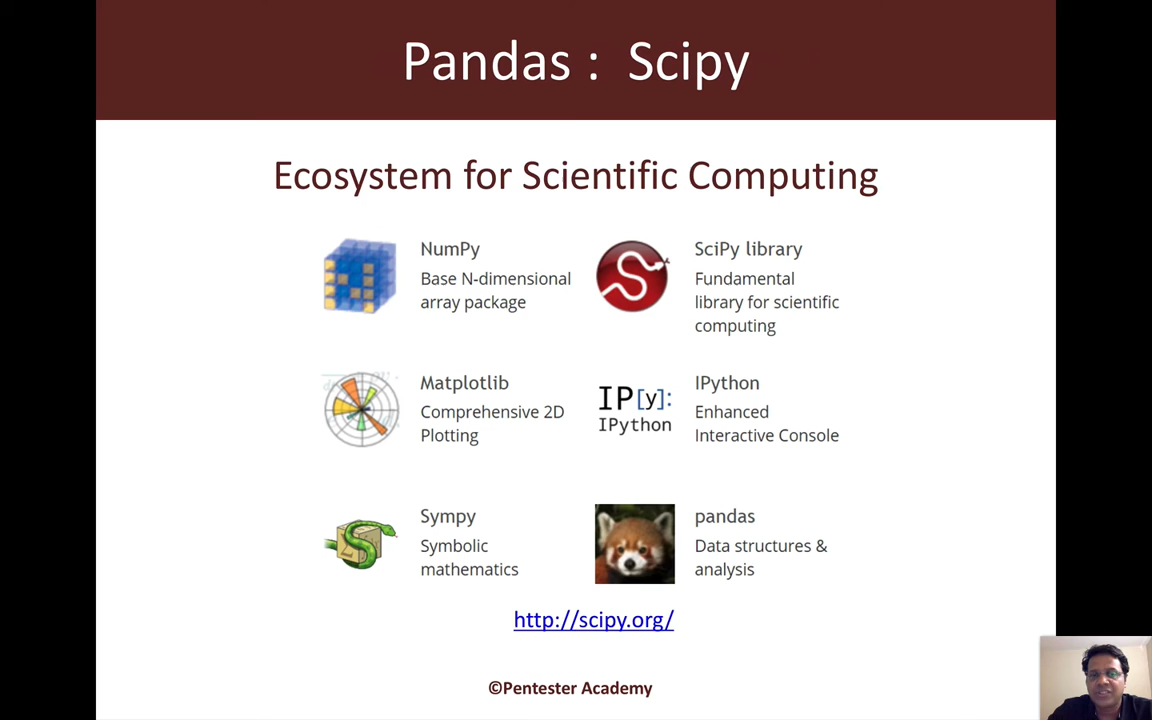 Pandas : Scipy
Ecosystem for Scientific Computing
NumPy
Base N-dimensional
array package
SciPy library
Fundamental
library for scientific
computing
Matplotlib
Comprehensive 2D
Plotting
IP[y]:
IPython
IPython
Enhanced
Interactive Console
Sympy
Symbolic
mathematics
pandas
Data structures &
analysis
http://scipy.org/
©Pentester Academy